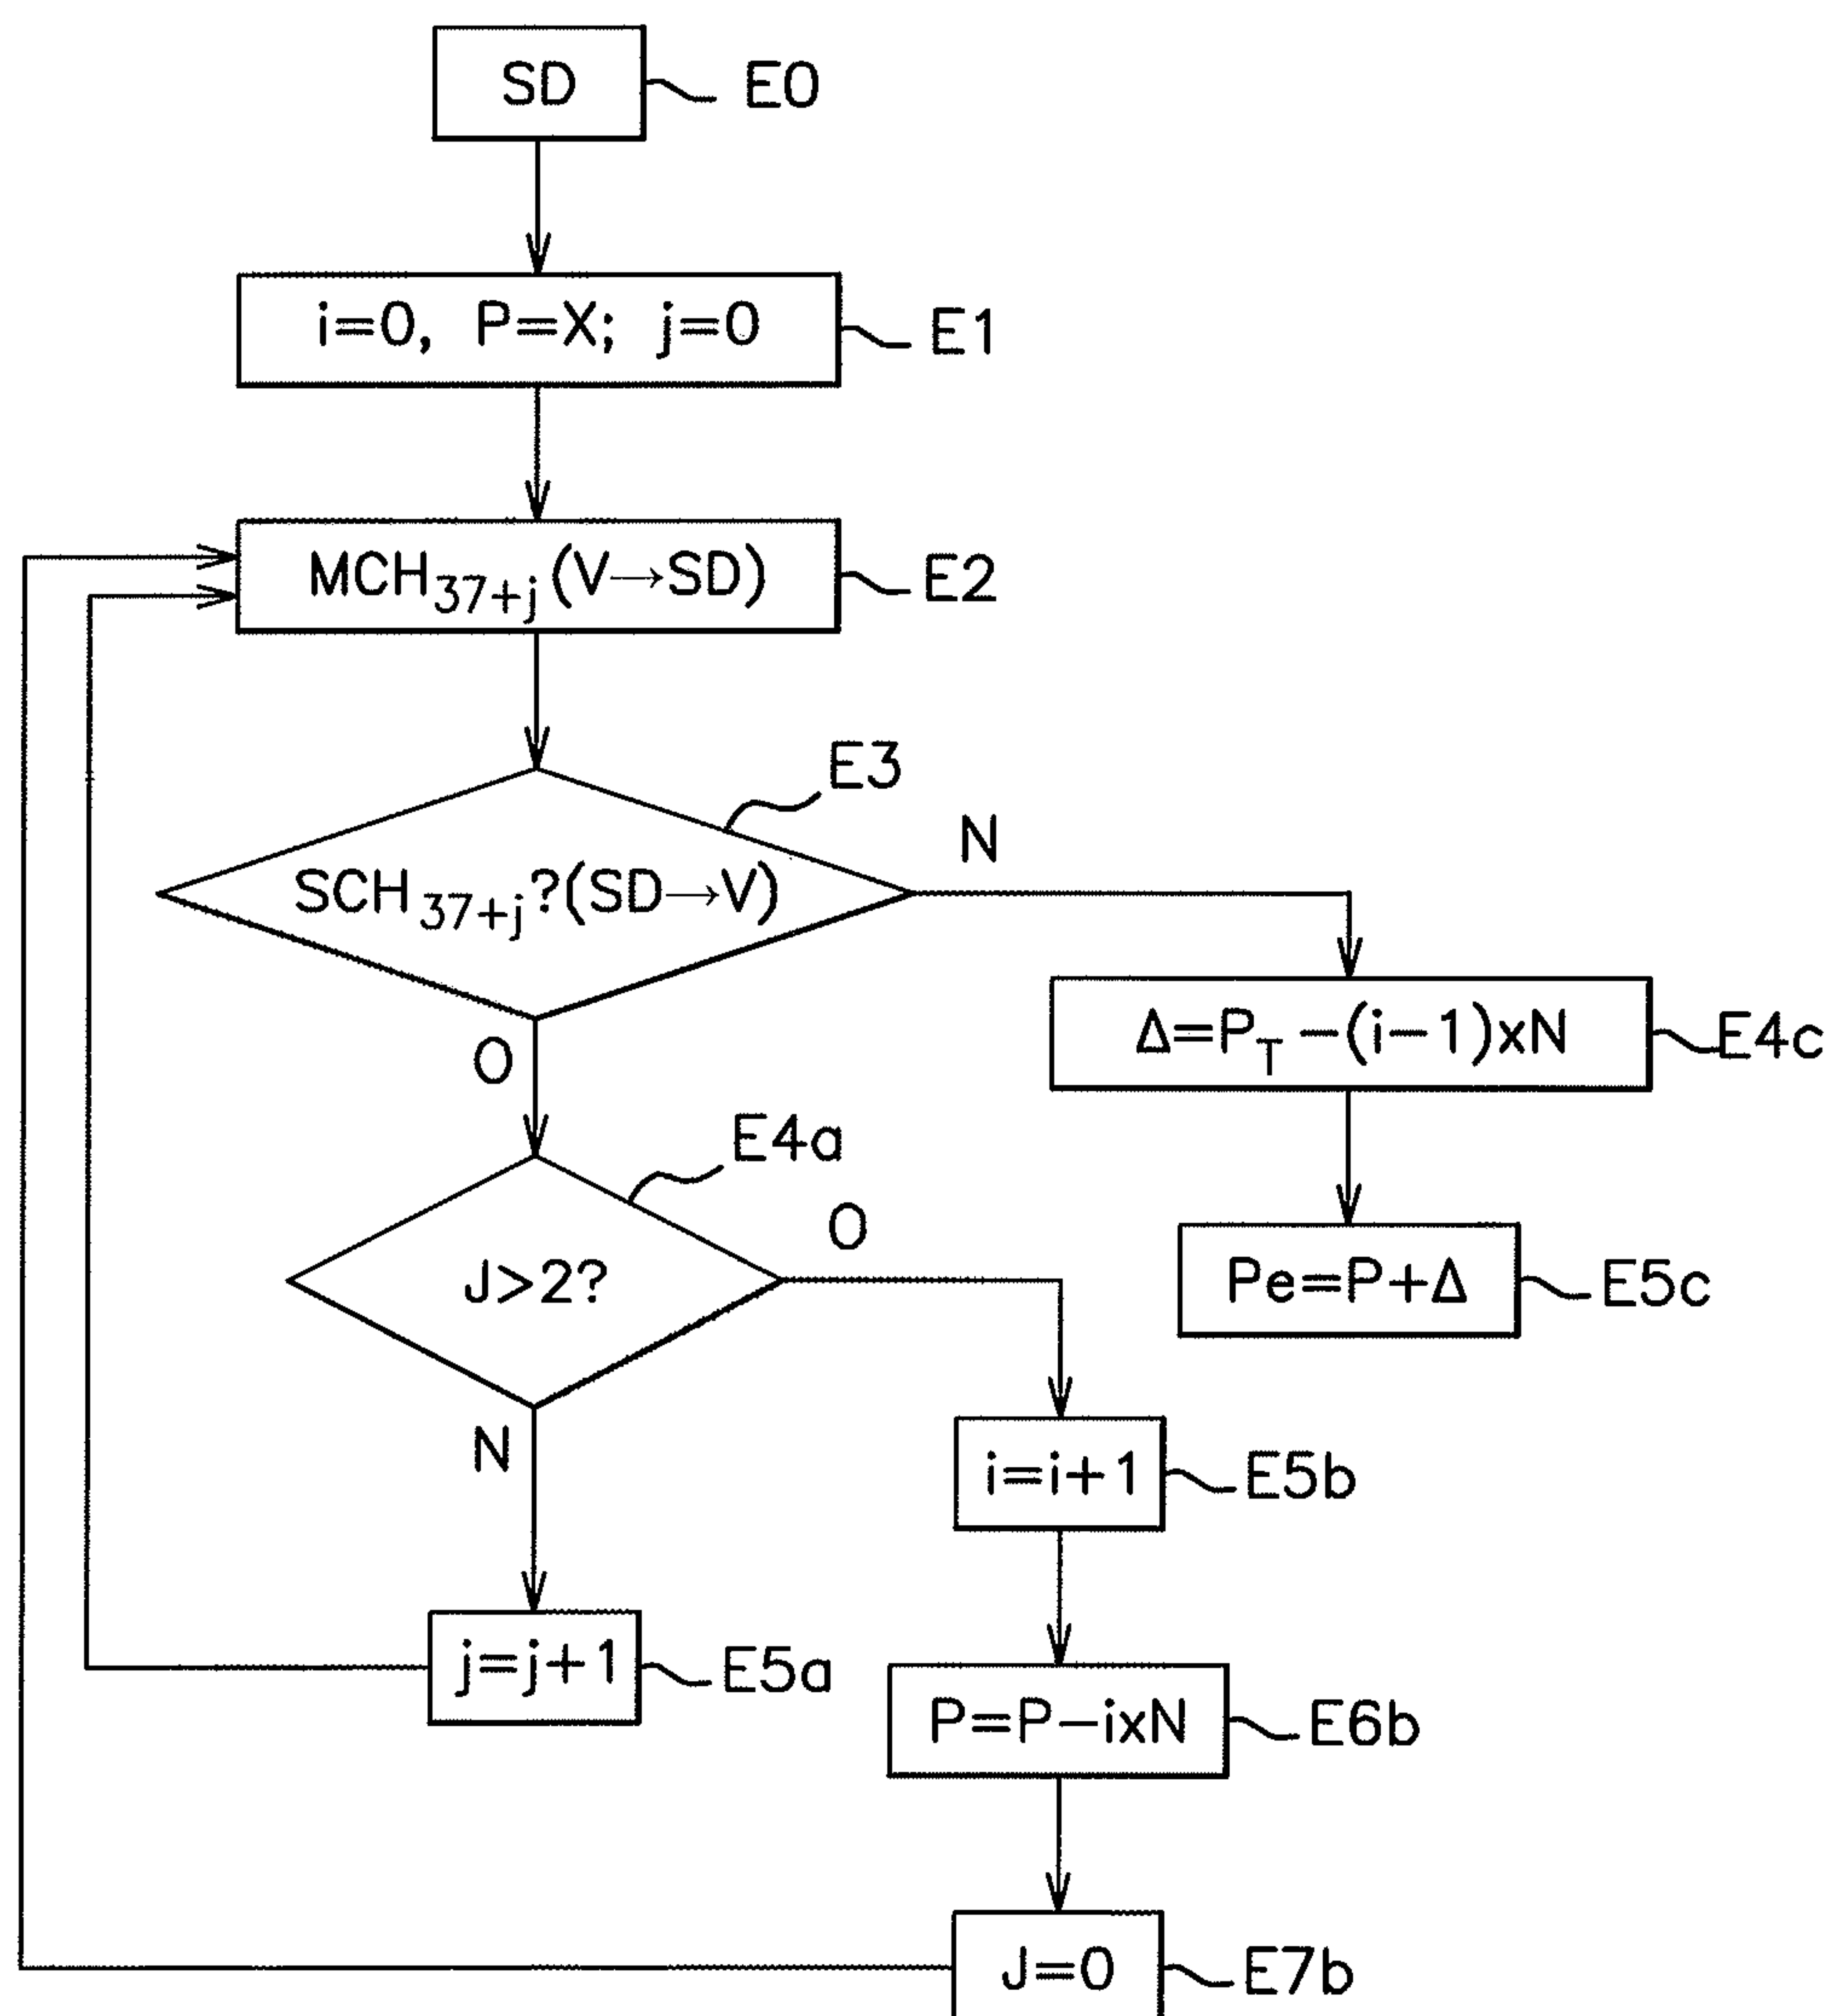 SD
E0
i=0, P=X; j=0
E1
MCH37+j(V→SD)
E2
E3
SCH37+j?(SD→V)
N
O
Δ=PT-(i-1)xN
E4c
E4a
J>2?
O
Pe=P+Δ
E5c
N
i=i+1
E5b
j=j+1
E5a
P=P-ixN
E6b
J=0
E7b